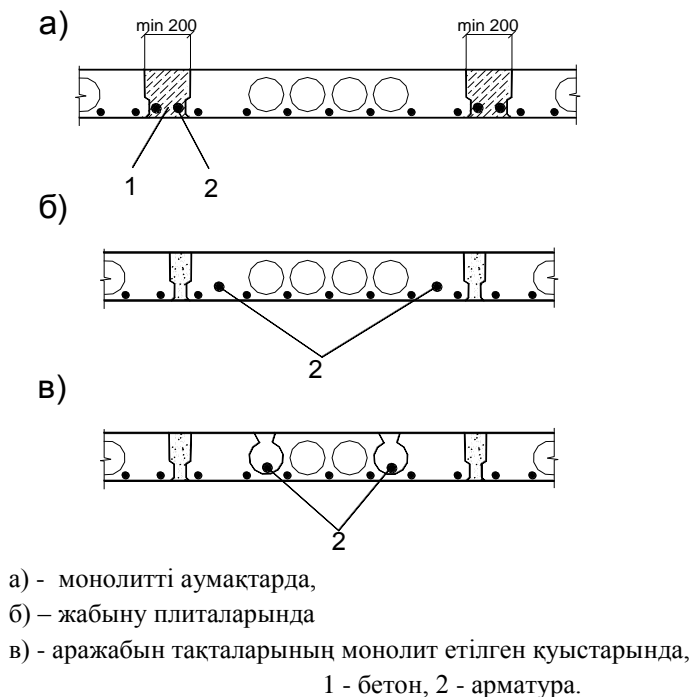 а)
min 200 min 200
1 2
б)
2
в)
2
а) - монолитті аумақтарда,
б) – жабыну плиталарында
в) - аражабын тақталарының монолит етілген қуыстарында,
1 - бетон, 2 - арматура.